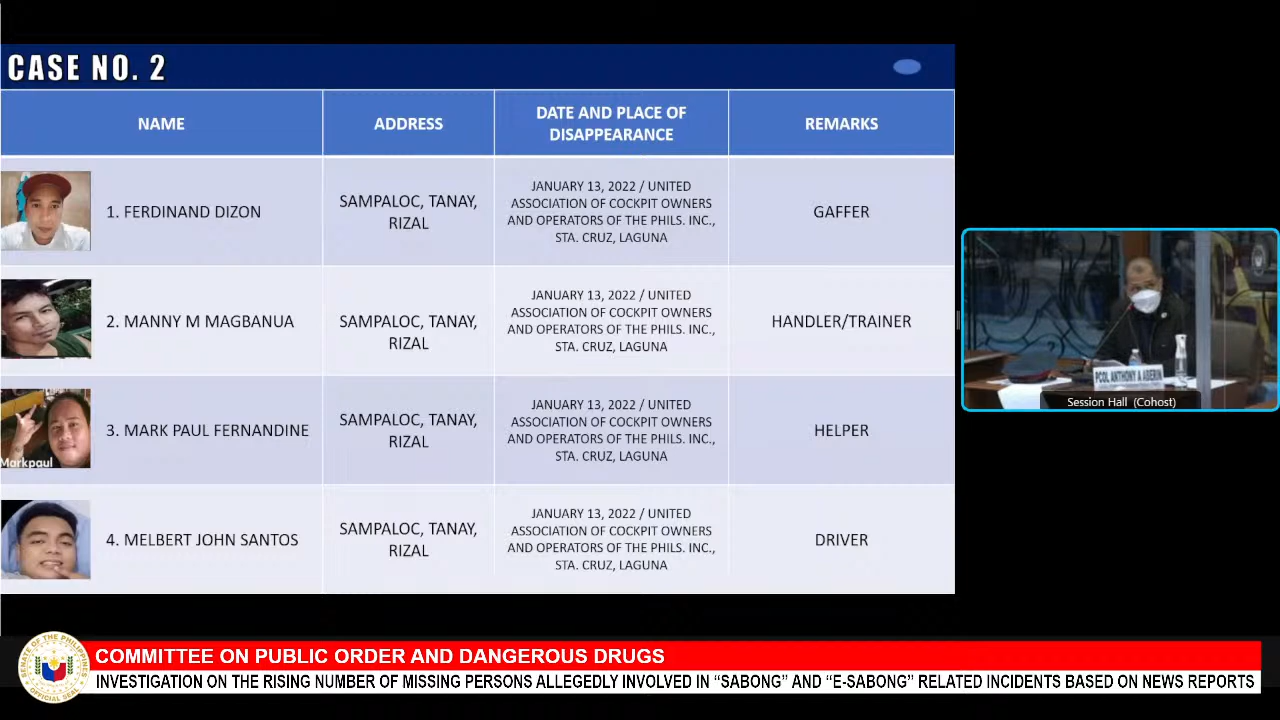 CASE NO. 2
NAME
ADDRESS
DATE AND PLACE OF
DISAPPEARANCE
REMARKS
1. FERDINAND DIZON
SAMPALOC, TANAY,
RIZAL
JANUARY 13, 2022 / UNITED
ASSOCIATION OF COCKPIT OWNERS
AND OPERATORS OF THE PHILS. INC.,
STA. CRUZ, LAGUNA
GAFFER
2. MANNY M MAGBANUA
SAMPALOC, TANAY,
RIZAL
JANUARY 13, 2022 / UNITED
ASSOCIATION OF COCKPIT OWNERS
AND OPERATORS OF THE PHILS. INC.,
STA. CRUZ, LAGUNA
HANDLER/TRAINER
Markpaul
3. MARK PAUL FERNANDINE
SAMPALOC, TANAY,
RIZAL
JANUARY 13, 2022 / UNITED
ASSOCIATION OF COCKPIT OWNERS
AND OPERATORS OF THE PHILS. INC.,
STA. CRUZ, LAGUNA
HELPER
4. MELBERT JOHN SANTOS
SAMPALOC, TANAY,
RIZAL
JANUARY 13, 2022 / UNITED
ASSOCIATION OF COCKPIT OWNERS
AND OPERATORS OF THE PHILS. INC.,
STA. CRUZ, LAGUNA
DRIVER
PCOL ANTHONY A ABERIN
Session Hall (Cohost)
SENATE OF THE PHILIPPINES
OFFICIAL SEAL
COMMITTEE ON PUBLIC ORDER AND DANGEROUS DRUGS
INVESTIGATION ON THE RISING NUMBER OF MISSING PERSONS ALLEGEDLY INVOLVED IN “SABONG” AND “E-SABONG” RELATED INCIDENTS BASED ON NEWS REPORTS